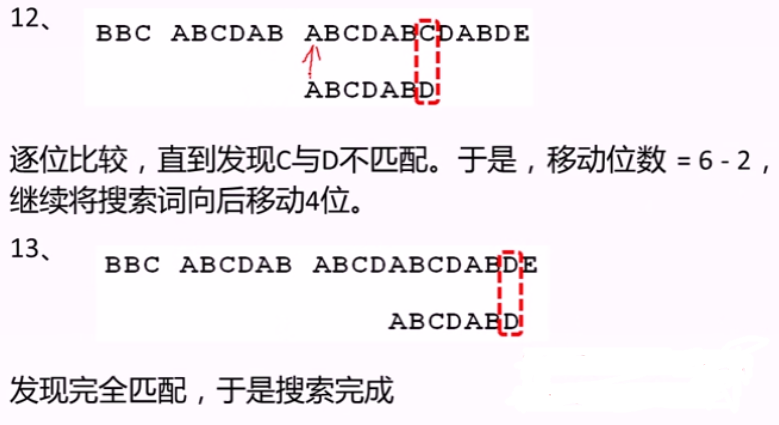 12、
BBC ABCDAB ABCDABCDABDE
ABCDABD
逐位比较，直到发现C与D不匹配。于是，移动位数 = 6 - 2，
继续将搜索词向后移动4位。
13、
BBC ABCDAB ABCDABCDABDE
ABCDABD
发现完全匹配，于是搜索完成